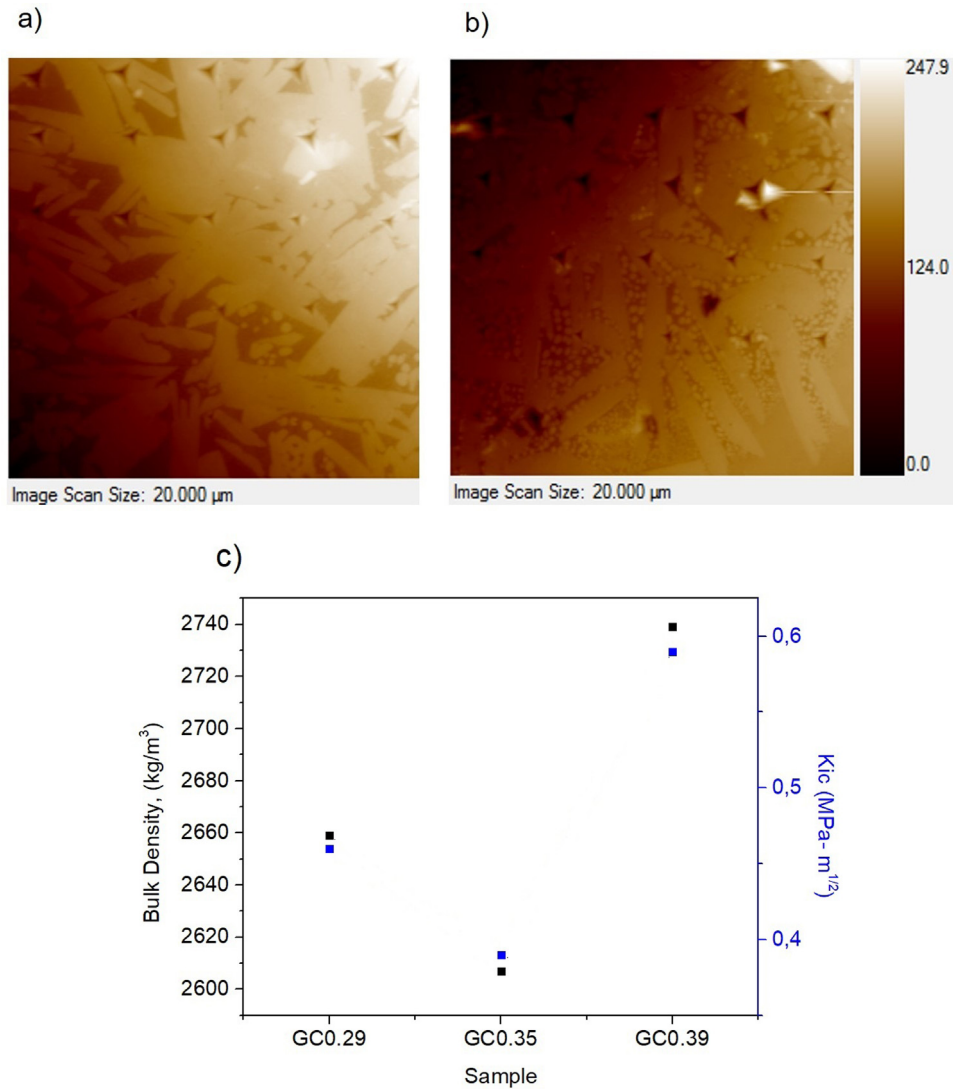 a)
b)
247.9
124.0
0.0
Image Scan Size: 20.000 µm
Image Scan Size: 20.000 µm
c)
2740
2720
2700
2680
2660
2640
2620
2600
Bulk Density, (kg/m³)
0,6
0,5
0,4
Kic (MPa- m^1/2)
GC0.29
GC0.35
GC0.39
Sample